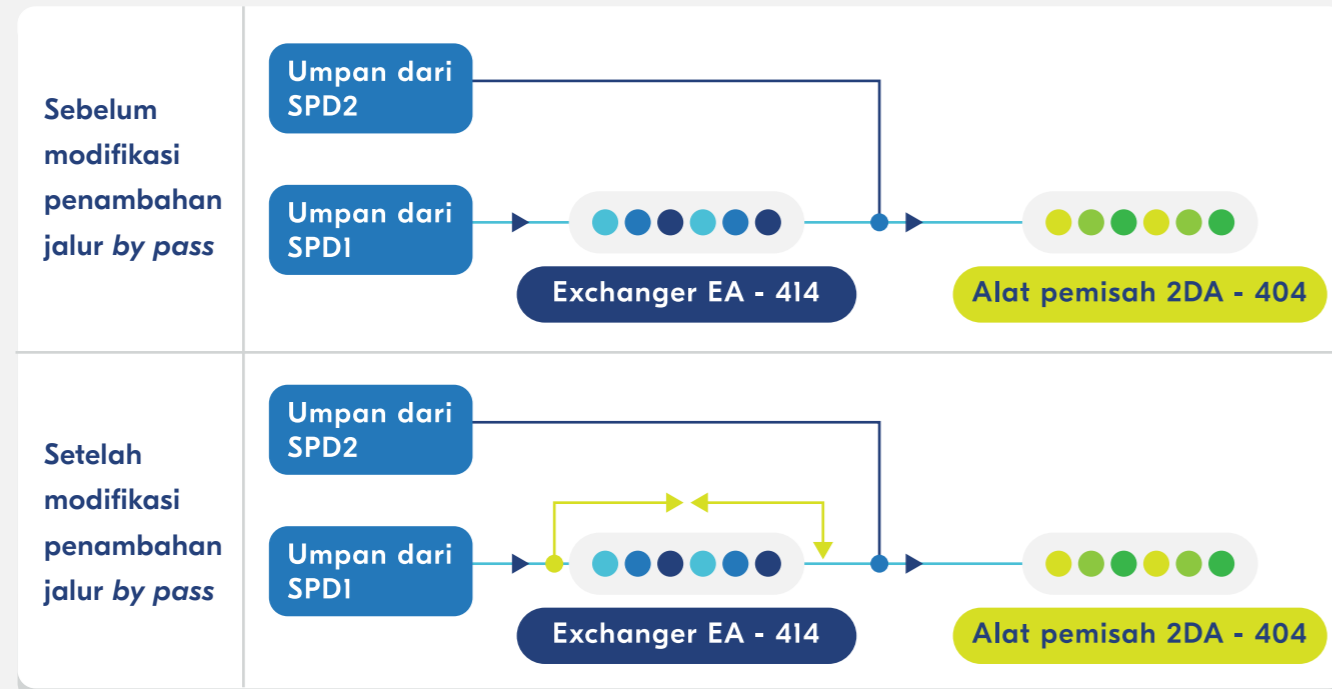 Sebelum
modifikasi
penambahan
jalur by pass
Umpan dari
SPD2
Umpan dari
SPD1
Exchanger EA - 414
Alat pemisah 2DA - 404
Setelah
modifikasi
penambahan
jalur by pass
Umpan dari
SPD2
Umpan dari
SPD1
Exchanger EA - 414
Alat pemisah 2DA - 404